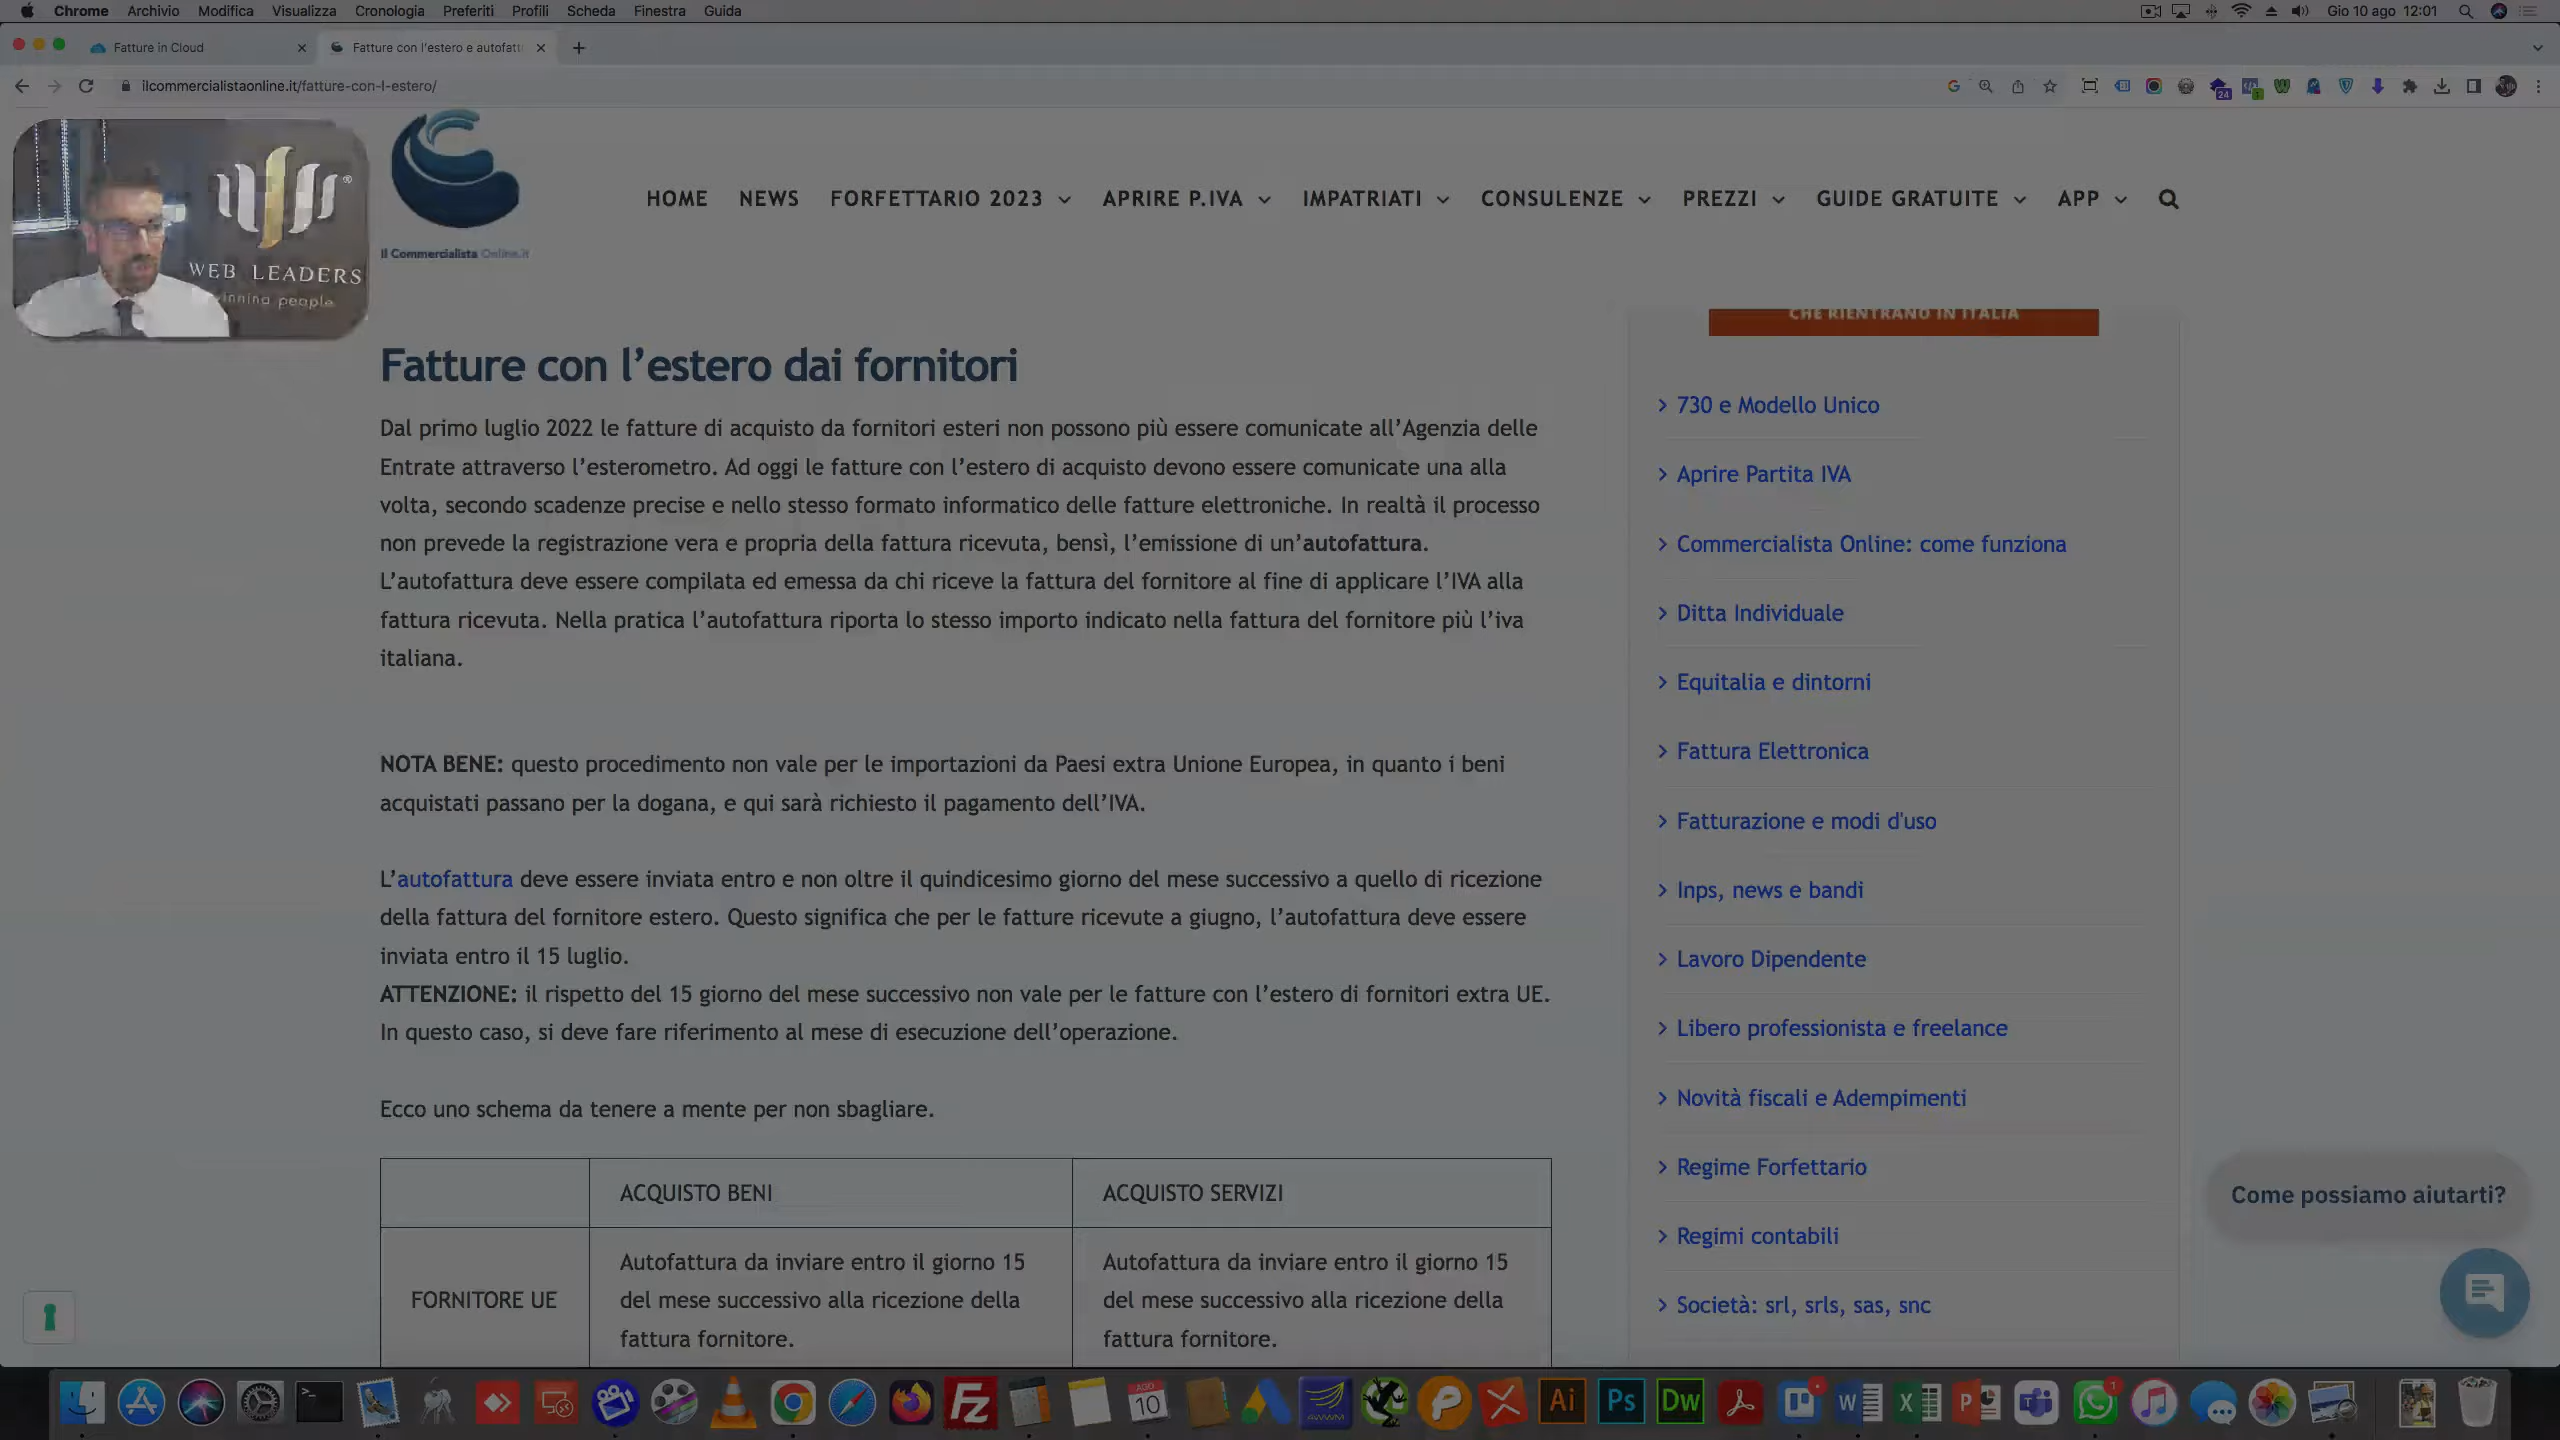 Chrome Archivio Modifica Visualizza Cronologia Preferiti Profili Scheda Finestra Guida
Gio 10 ago 12:01
Fatture in Cloud
Fatture con l'estero e autofatt
ilcommercialistaonline.it/fatture-con-l-estero/
WEB LEADERS
winning people
Il Commercialista Online.it
HOME NEWS FORFETTARIO 2023 APRIRE P.IVA IMPATRIATI CONSULENZE PREZZI GUIDE GRATUITE APP
CHE RIENTRANO IN ITALIA
Fatture con l’estero dai fornitori
Dal primo luglio 2022 le fatture di acquisto da fornitori esteri non possono più essere comunicate all’Agenzia delle
Entrate attraverso l’esterometro. Ad oggi le fatture con l’estero di acquisto devono essere comunicate una alla
volta, secondo scadenze precise e nello stesso formato informatico delle fatture elettroniche. In realtà il processo
non prevede la registrazione vera e propria della fattura ricevuta, bensì, l’emissione di un’autofattura.
L’autofattura deve essere compilata ed emessa da chi riceve la fattura del fornitore al fine di applicare l’IVA alla
fattura ricevuta. Nella pratica l’autofattura riporta lo stesso importo indicato nella fattura del fornitore più l’iva
italiana.
NOTA BENE: questo procedimento non vale per le importazioni da Paesi extra Unione Europea, in quanto i beni
acquistati passano per la dogana, e qui sarà richiesto il pagamento dell’IVA.
L’autofattura deve essere inviata entro e non oltre il quindicesimo giorno del mese successivo a quello di ricezione
della fattura del fornitore estero. Questo significa che per le fatture ricevute a giugno, l’autofattura deve essere
inviata entro il 15 luglio.
ATTENZIONE: il rispetto del 15 giorno del mese successivo non vale per le fatture con l’estero di fornitori extra UE.
In questo caso, si deve fare riferimento al mese di esecuzione dell’operazione.
Ecco uno schema da tenere a mente per non sbagliare.
ACQUISTO BENI
ACQUISTO SERVIZI
FORNITORE UE
Autofattura da inviare entro il giorno 15
del mese successivo alla ricezione della
fattura fornitore.
Autofattura da inviare entro il giorno 15
del mese successivo alla ricezione della
fattura fornitore.
730 e Modello Unico
Aprire Partita IVA
Commercialista Online: come funziona
Ditta Individuale
Equitalia e dintorni
Fattura Elettronica
Fatturazione e modi d'uso
Inps, news e bandi
Lavoro Dipendente
Libero professionista e freelance
Novità fiscali e Adempimenti
Regime Forfettario
Regimi contabili
Società: srl, srls, sas, snc
Come possiamo aiutarti?
AGO
10
Ai
Ps
Dw